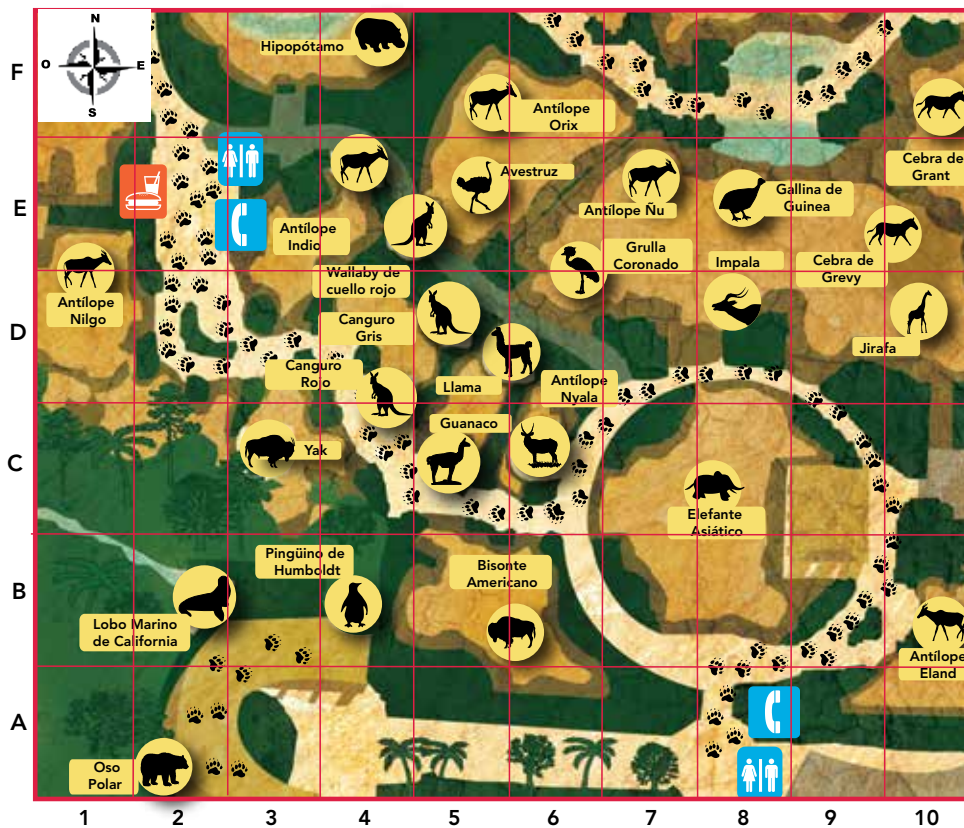 N
O
E
S
F
E
D
C
B
A
Hipopótamo
Antílope
Orix
Cebra de
Grant
Avestruz
Antílope Ñu
Gallina de
Guinea
Antílope
Indio
Grulla
Coronado
Impala
Cebra de
Grevy
Wallaby de
cuello rojo
Antílope
Nilgo
Canguro
Gris
Jirafa
Canguro
Rojo
Llama
Antílope
Nyala
Guanaco
Yak
Elefante
Asiático
Pingüino de
Humboldt
Bisonte
Americano
Lobo Marino
de California
Antílope
Eland
Oso
Polar
1
2
3
4
5
6
7
8
9
10